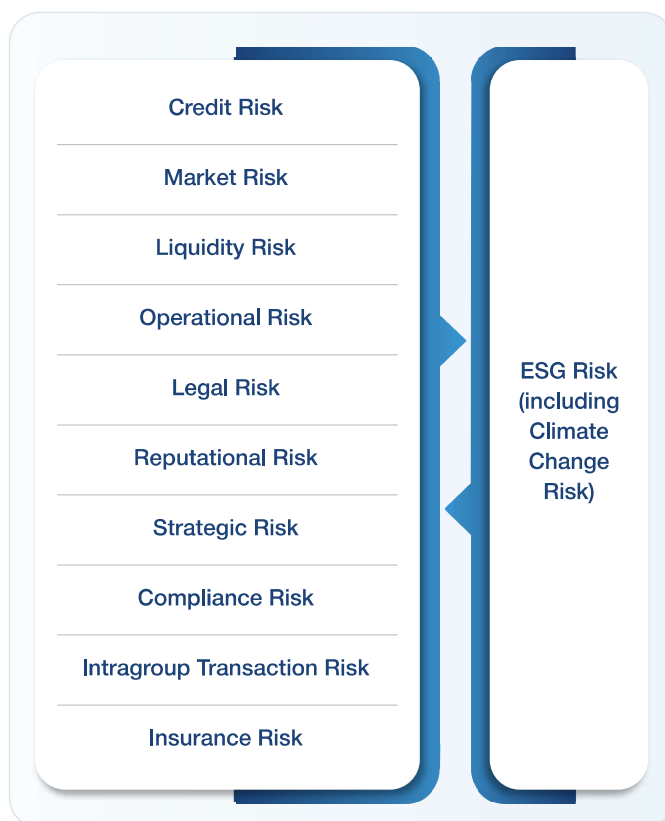 Credit Risk
Market Risk
Liquidity Risk
Operational Risk
Legal Risk
Reputational Risk
Strategic Risk
Compliance Risk
Intragroup Transaction Risk
Insurance Risk
ESG Risk
(including
Climate
Change
Risk)